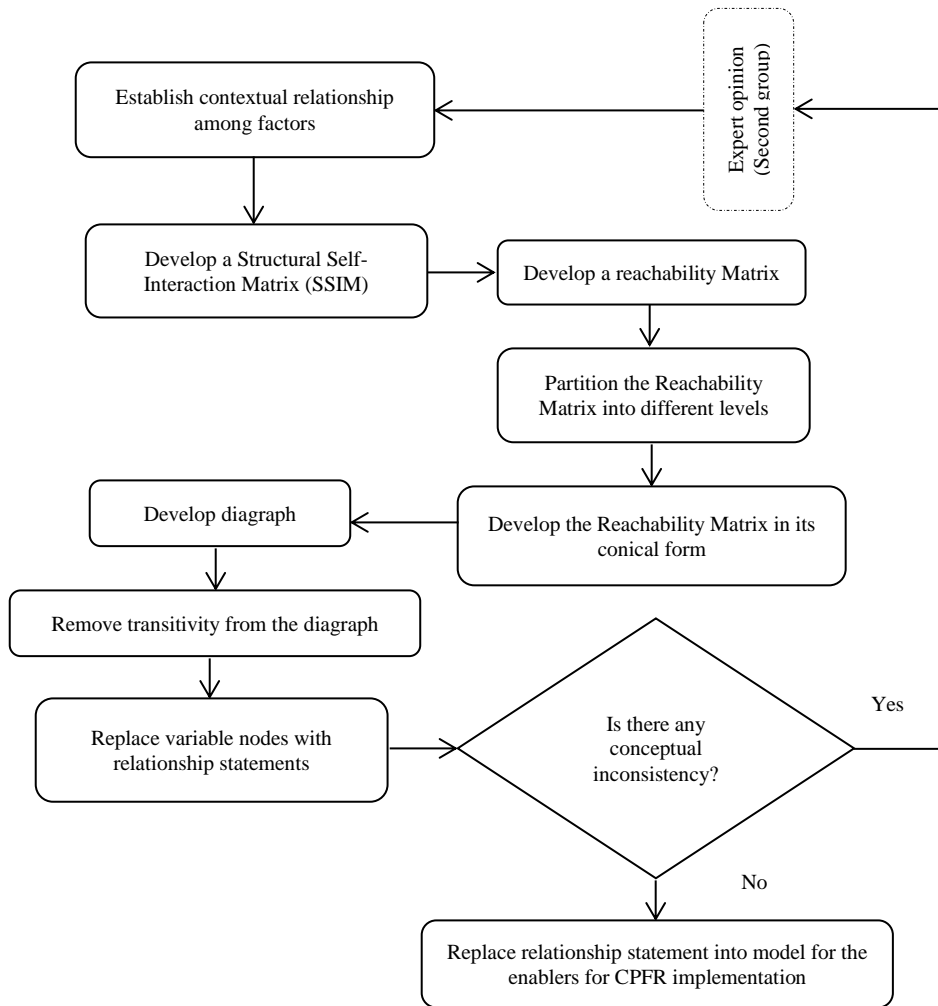 Establish contextual relationship
among factors
Expert opinion
(Second group)
Develop a Structural Self-
Interaction Matrix (SSIM)
Develop a reachability Matrix
Partition the Reachability
Matrix into different levels
Develop the Reachability Matrix in its
conical form
Develop diagraph
Remove transitivity from the diagraph
Replace variable nodes with
relationship statements
Is there any
conceptual
inconsistency?
Yes
No
Replace relationship statement into model for the
enablers for CPFR implementation